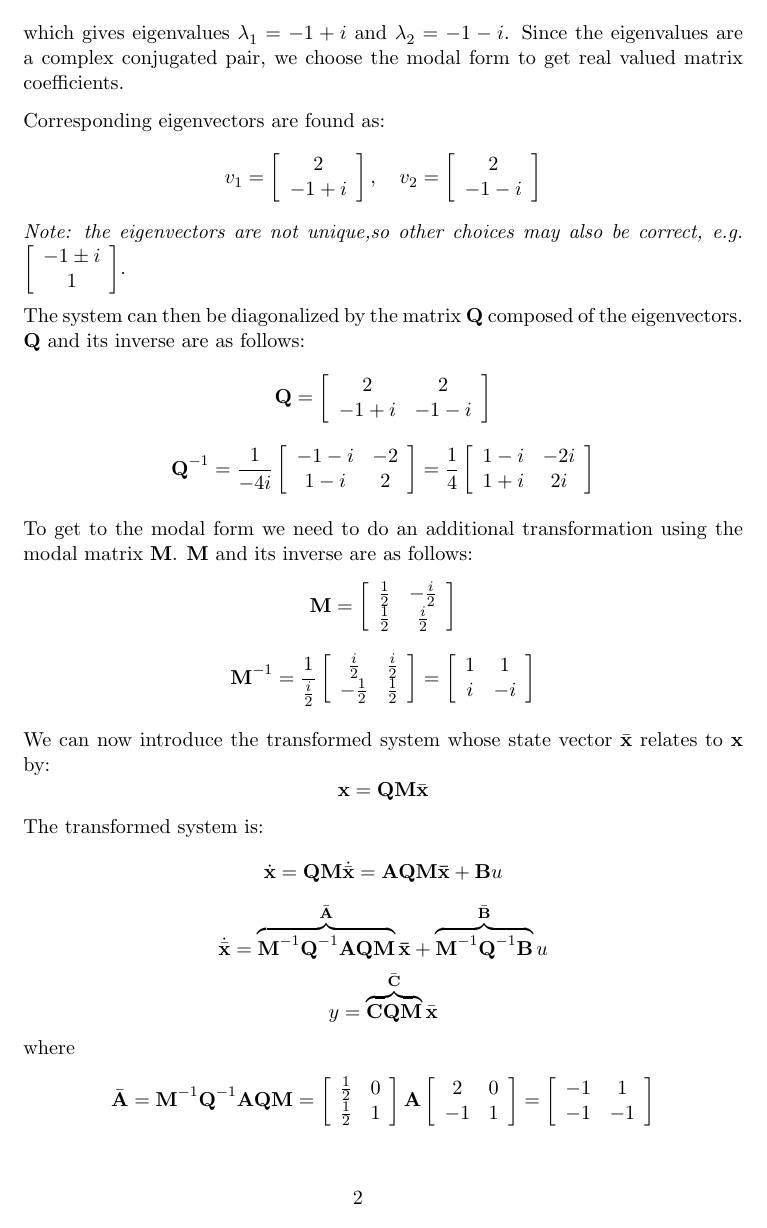 which gives eigenvalues λ₁ = −1 + i and λ₂ = −1 − i. Since the eigenvalues are
a complex conjugated pair, we choose the modal form to get real valued matrix
coefficients.
Corresponding eigenvectors are found as:
v₁ = [ 2 ; −1 + i ], v₂ = [ 2 ; −1 − i ]
Note: the eigenvectors are not unique,so other choices may also be correct, e.g.
[ −1 ± i ; 1 ].
The system can then be diagonalized by the matrix Q composed of the eigenvectors.
Q and its inverse are as follows:
Q = [ 2 2 ; −1 + i −1 − i ]
Q⁻¹ = 1/(−4i) [ −1 − i −2 ; 1 − i 2 ] = 1/4 [ 1 − i −2i ; 1 + i 2i ]
To get to the modal form we need to do an additional transformation using the
modal matrix M. M and its inverse are as follows:
M = [ 1/2 −i/2 ; 1/2 i/2 ]
M⁻¹ = 1/(i/2) [ i/2 i/2 ; −1/2 1/2 ] = [ 1 1 ; i −i ]
We can now introduce the transformed system whose state vector x̄ relates to x
by:
x = QMx̄
The transformed system is:
ẋ = QMx̄̇ = AQMx̄ + Bu
Ā B̄
x̄̇ = M⁻¹Q⁻¹AQM x̄ + M⁻¹Q⁻¹B u
C̄
y = CQM x̄
where
Ā = M⁻¹Q⁻¹AQM = [ 1/2 0 ; 1/2 1 ] A [ 2 0 ; −1 1 ] = [ −1 1 ; −1 −1 ]
2